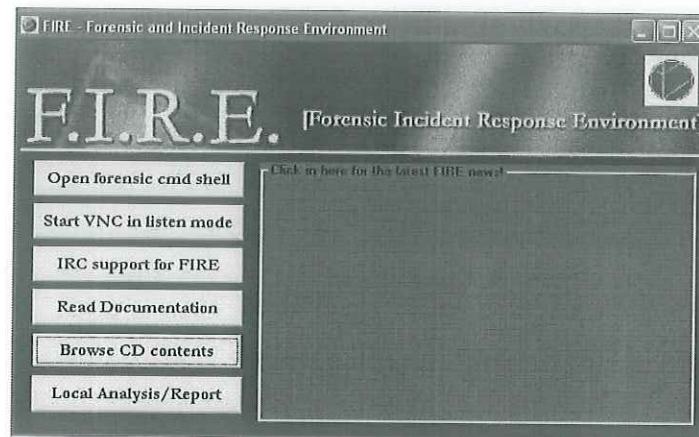 FIRE - Forensic and Incident Response Environment
F.I.R.E.
[Forensic Incident Response Environment]
Click in here for the latest FIRE news!
Open forensic cmd shell
Start VNC in listen mode
IRC support for FIRE
Read Documentation
Browse CD contents
Local Analysis/Report